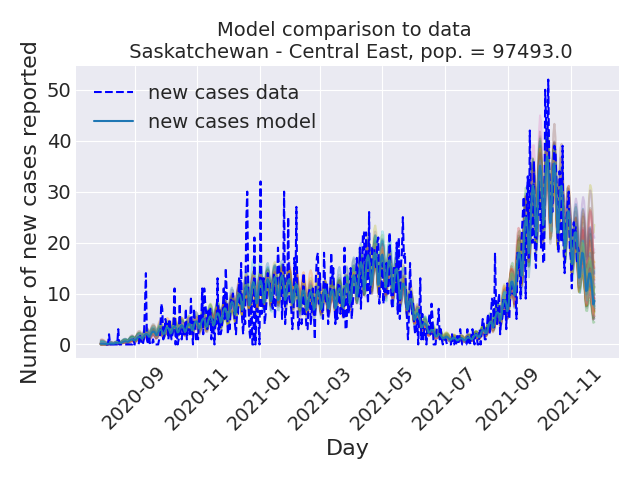 Model comparison to data
Saskatchewan - Central East, pop. = 97493.0
Number of new cases reported
50
40
30
20
10
0
new cases data
new cases model
2020-09
2020-11
2021-01
2021-03
2021-05
2021-07
2021-09
2021-11
Day